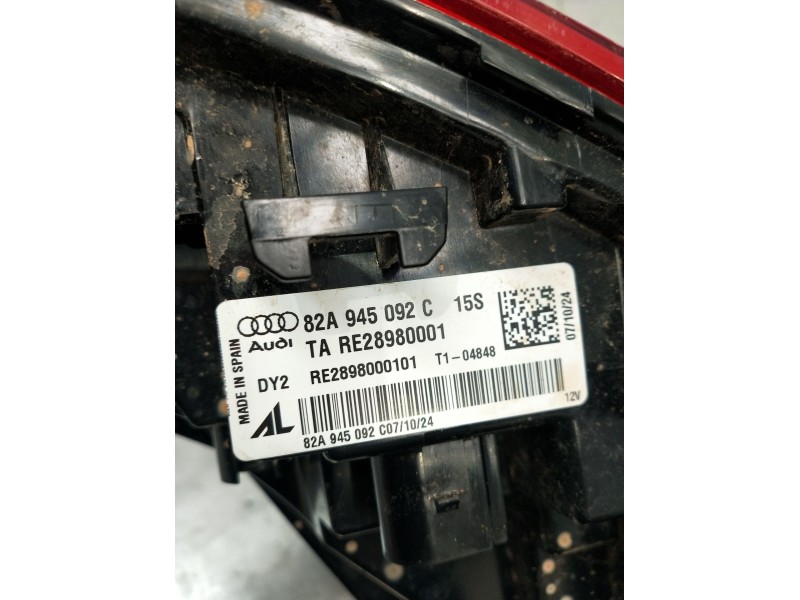 MADE IN SPAIN
Audi
82A 945 092 C 15S
TA RE28980001
DY2 RE2898000101 T1-04848
AL
82A 945 092 C07/10/24
07/10/24
12V